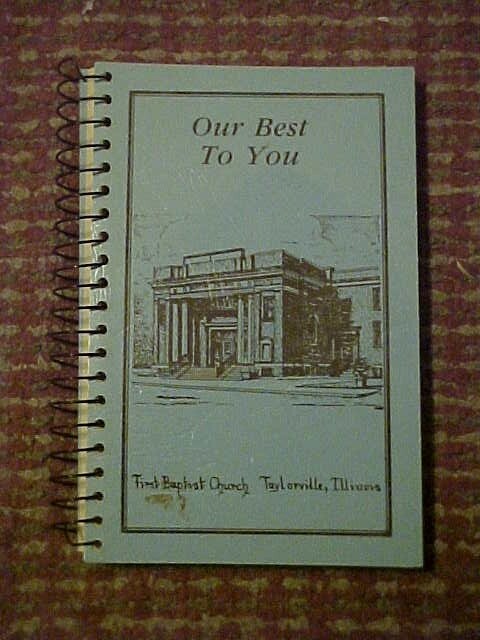 Our Best
To You
First Baptist Church Taylorville, Illinois